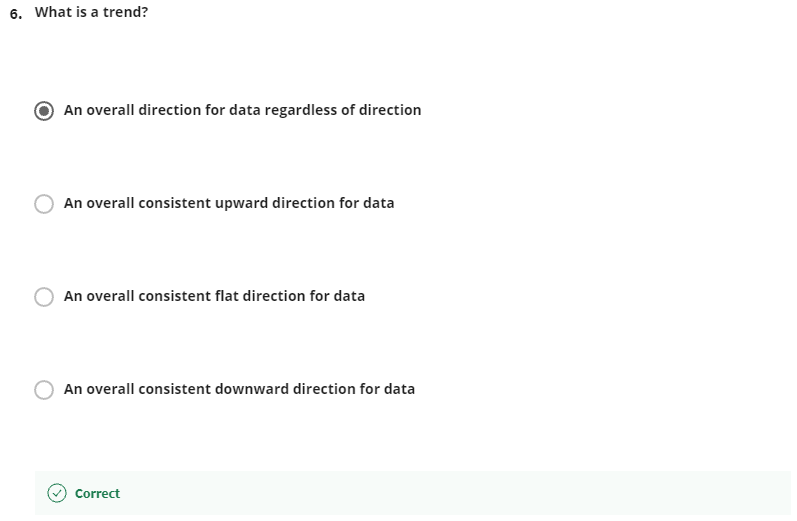 6. What is a trend?
An overall direction for data regardless of direction
An overall consistent upward direction for data
An overall consistent flat direction for data
An overall consistent downward direction for data
Correct